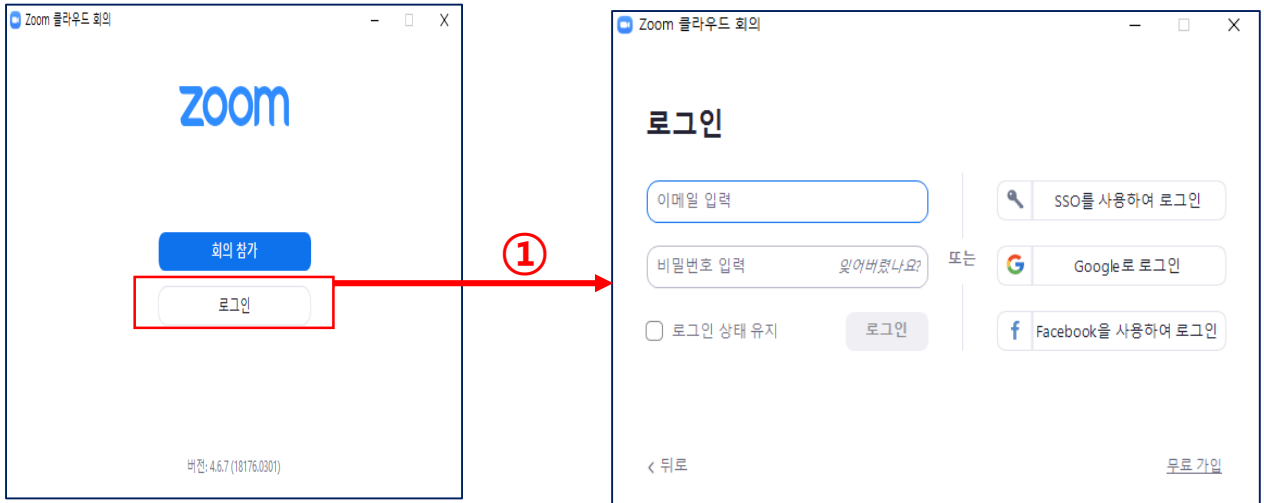 Zoom 클라우드 회의
zoom
회의 참가
로그인
버전: 4.6.7 (18176.0301)
①
Zoom 클라우드 회의
로그인
이메일 입력
비밀번호 입력 잊어버렸나요?
로그인 상태 유지 로그인
또는
SSO를 사용하여 로그인
Google로 로그인
Facebook을 사용하여 로그인
뒤로
무료 가입